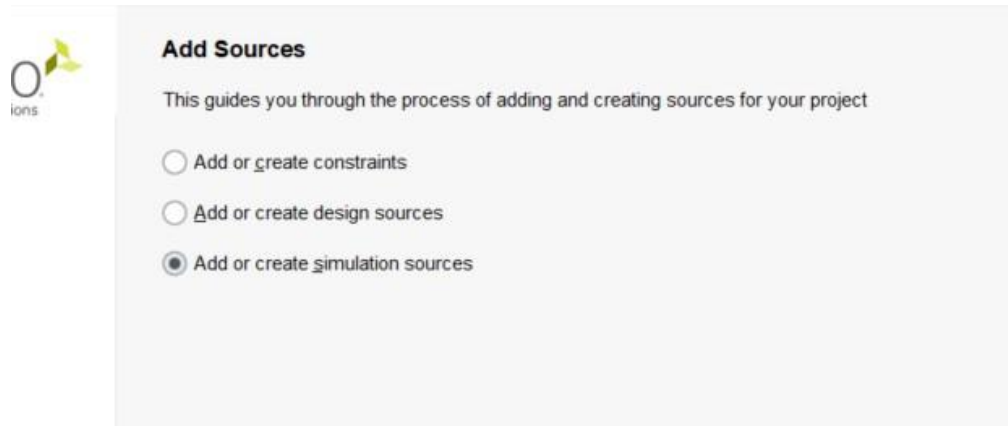 Add Sources
This guides you through the process of adding and creating sources for your project
Add or create constraints
Add or create design sources
Add or create simulation sources